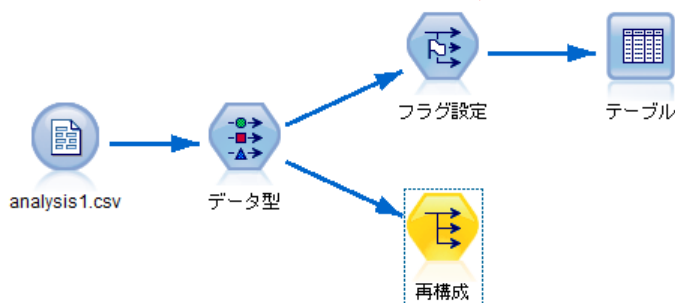 フラグ設定
テーブル
analysis1.csv
データ型
再構成